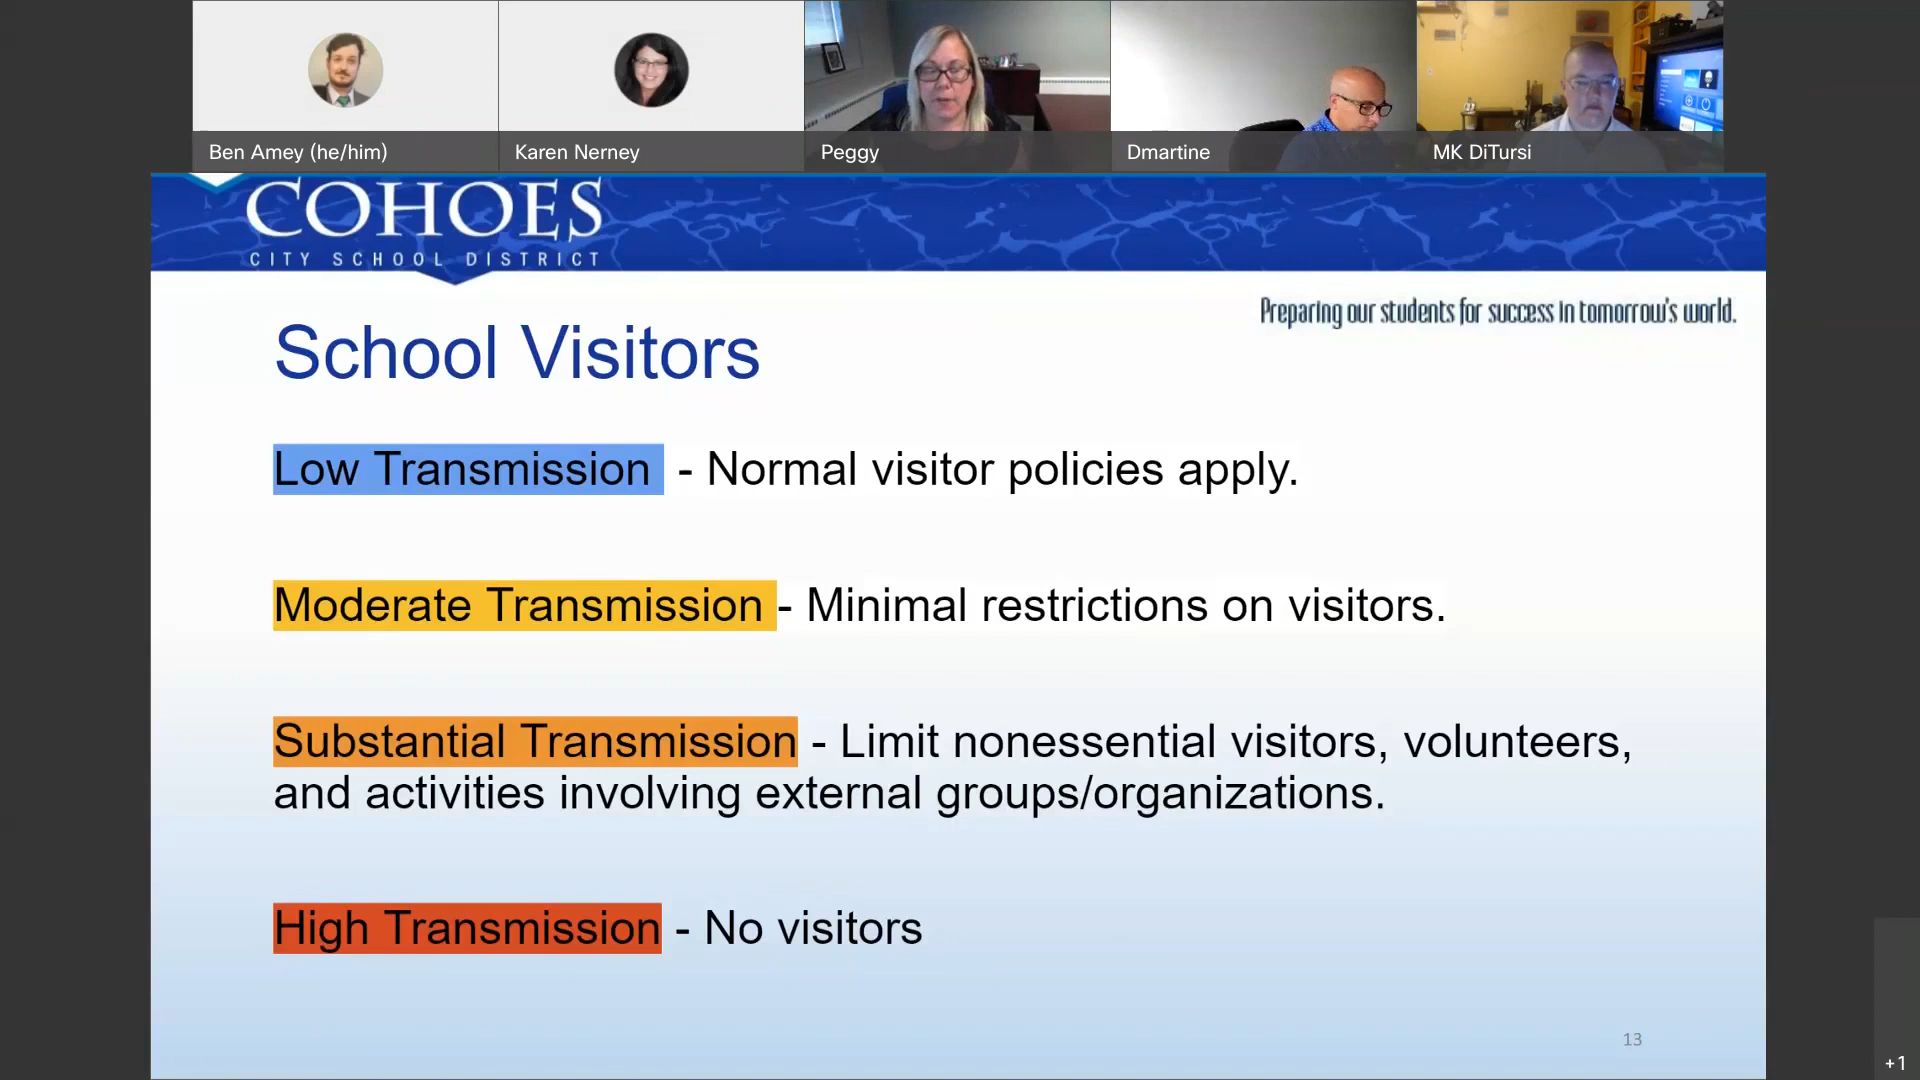 Ben Amey (he/him)
Karen Nerney
Peggy
Dmartine
MK DiTursi
COHOES
CITY SCHOOL DISTRICT
Preparing our students for success in tomorrow's world.
School Visitors
Low Transmission - Normal visitor policies apply.
Moderate Transmission - Minimal restrictions on visitors.
Substantial Transmission - Limit nonessential visitors, volunteers,
and activities involving external groups/organizations.
High Transmission - No visitors
13
+1